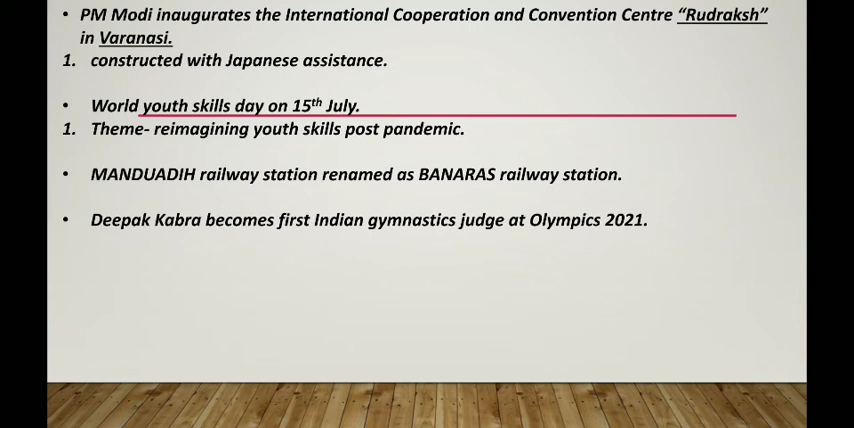 • PM Modi inaugurates the International Cooperation and Convention Centre “Rudraksh”
in Varanasi.
1. constructed with Japanese assistance.
• World youth skills day on 15th July.
1. Theme- reimagining youth skills post pandemic.
• MANDUADIH railway station renamed as BANARAS railway station.
• Deepak Kabra becomes first Indian gymnastics judge at Olympics 2021.